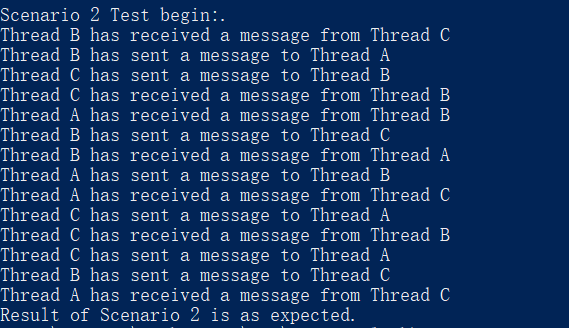 Scenario 2 Test begin:.
Thread B has received a message from Thread C
Thread B has sent a message to Thread A
Thread C has sent a message to Thread B
Thread C has received a message from Thread B
Thread A has received a message from Thread B
Thread B has sent a message to Thread C
Thread B has received a message from Thread A
Thread A has sent a message to Thread B
Thread A has received a message from Thread C
Thread C has sent a message to Thread A
Thread C has received a message from Thread B
Thread C has sent a message to Thread A
Thread B has sent a message to Thread C
Thread A has received a message from Thread C
Result of Scenario 2 is as expected.